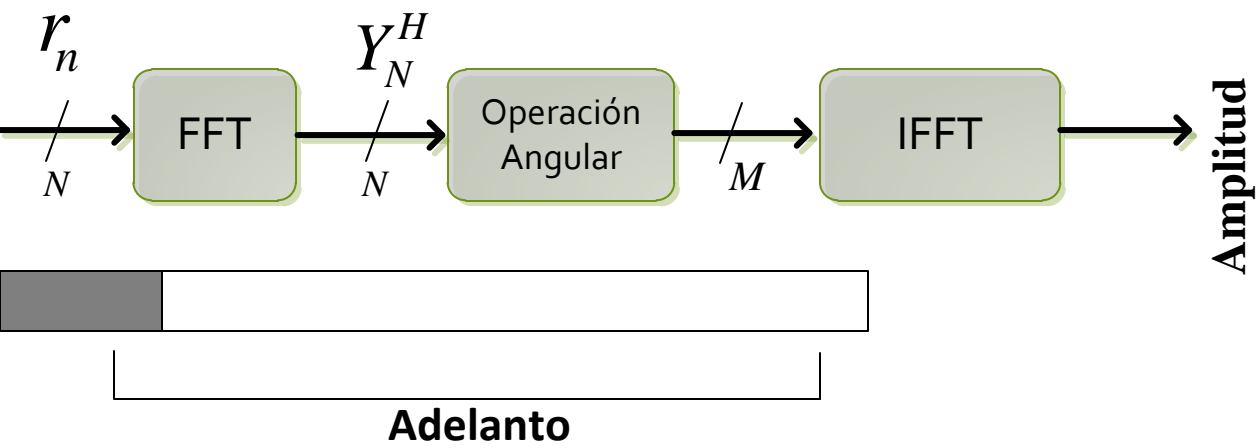 r_n
N
FFT
Y_N^H
N
Operación
Angular
M
IFFT
Amplitud
Adelanto